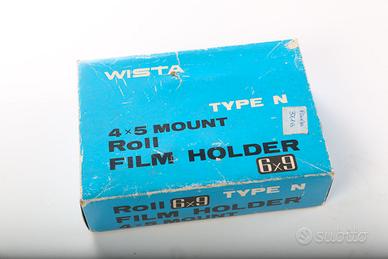 WISTA
TYPE N
4×5 MOUNT
Roll
FILM HOLDER
6×9
Roll 6×9 TYPE N
FILM HOLDER
4×5 MOUNT
subito